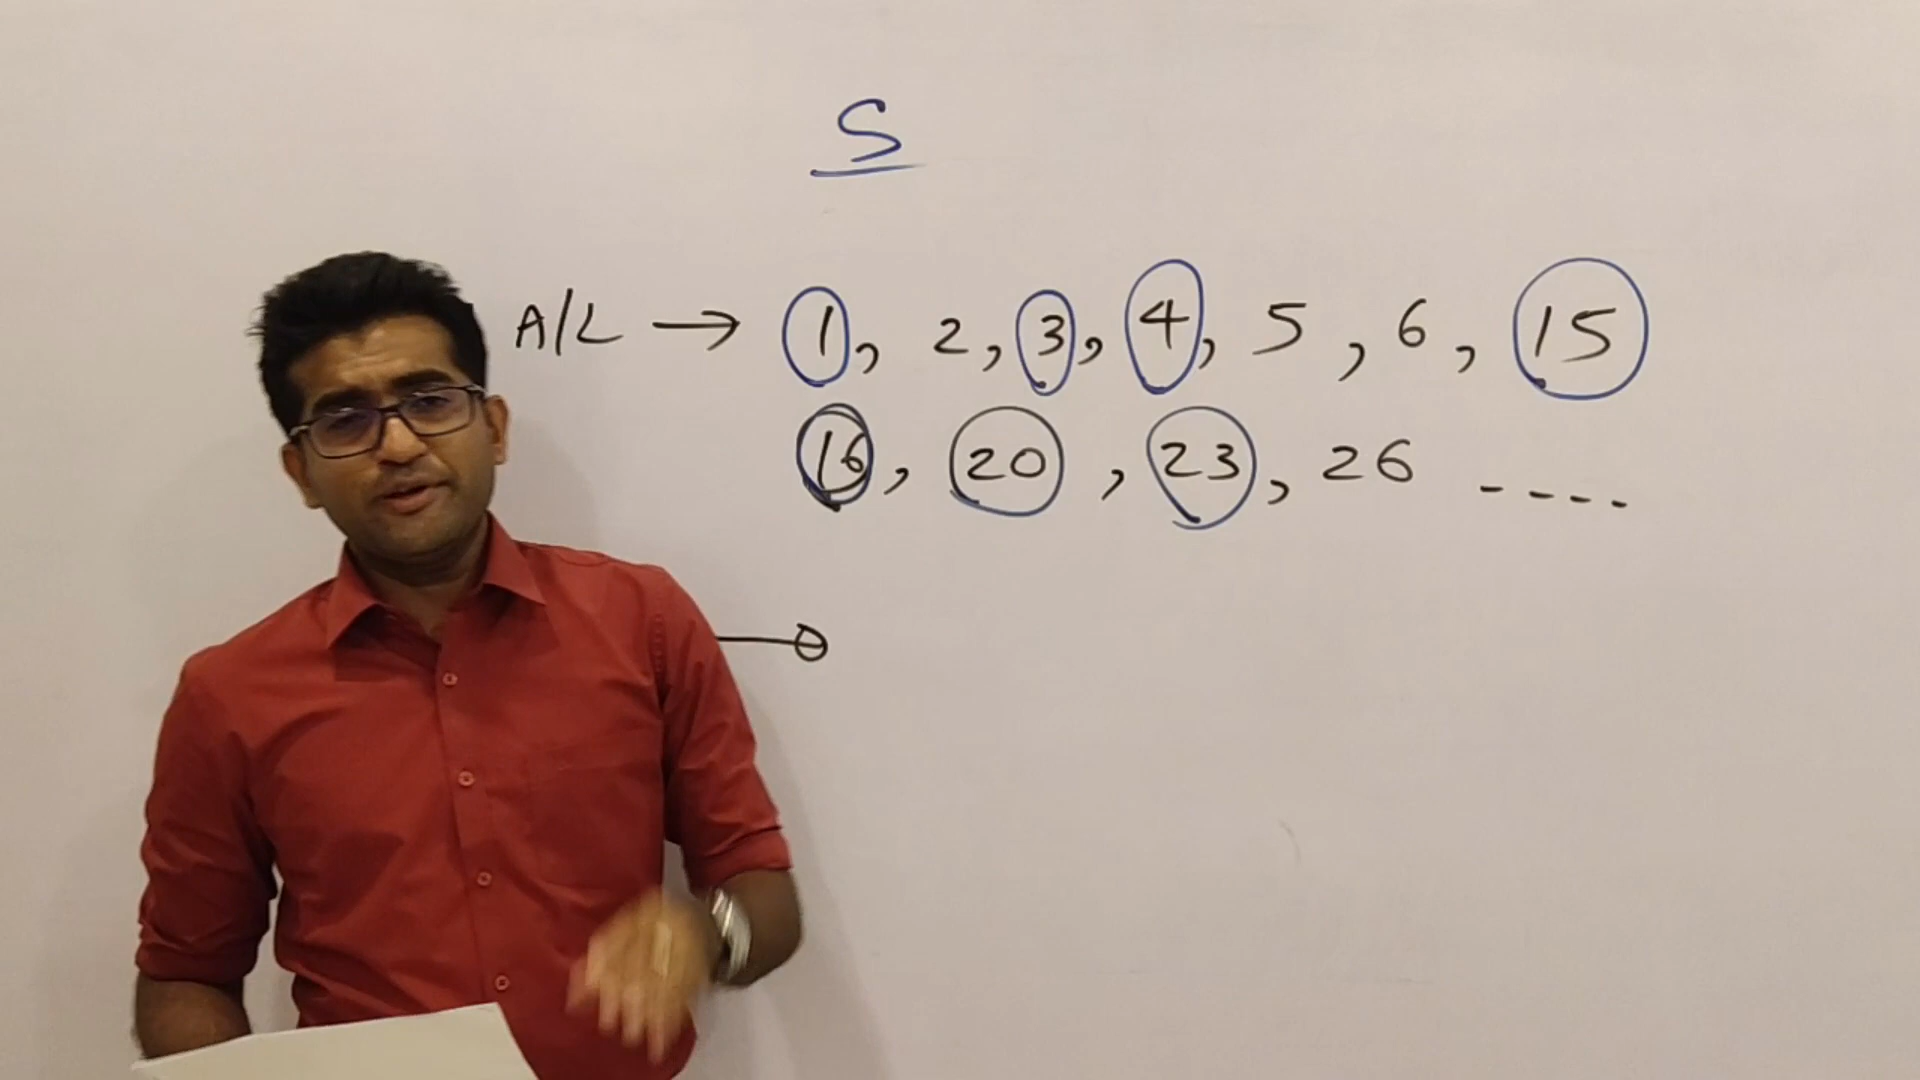 S
A/L → 1, 2, 3, 4, 5, 6, 15
16, 20, 23, 26 ----